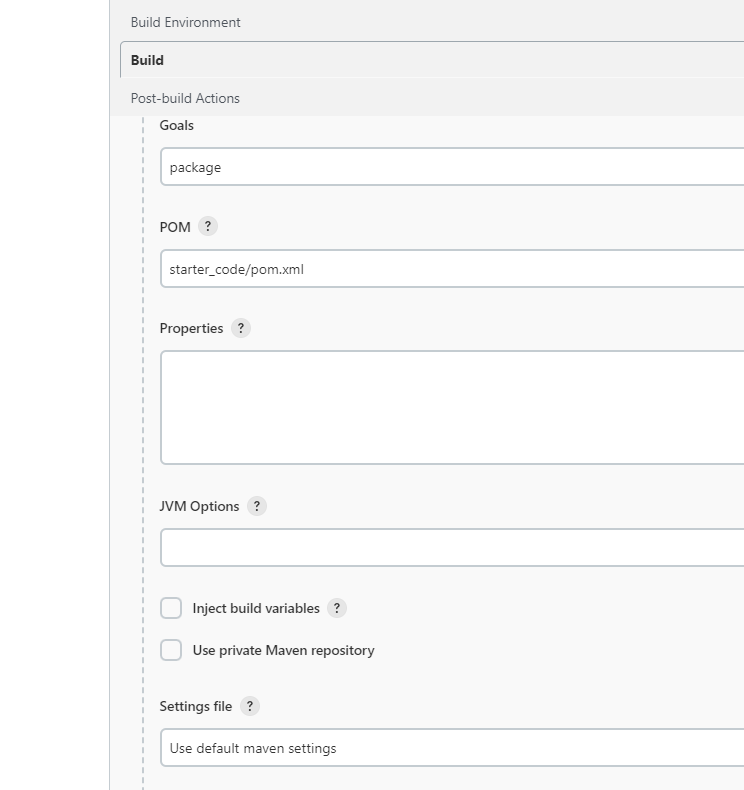 Build Environment
Build
Post-build Actions
Goals
package
POM ?
starter_code/pom.xml
Properties ?
JVM Options ?
Inject build variables ?
Use private Maven repository
Settings file ?
Use default maven settings